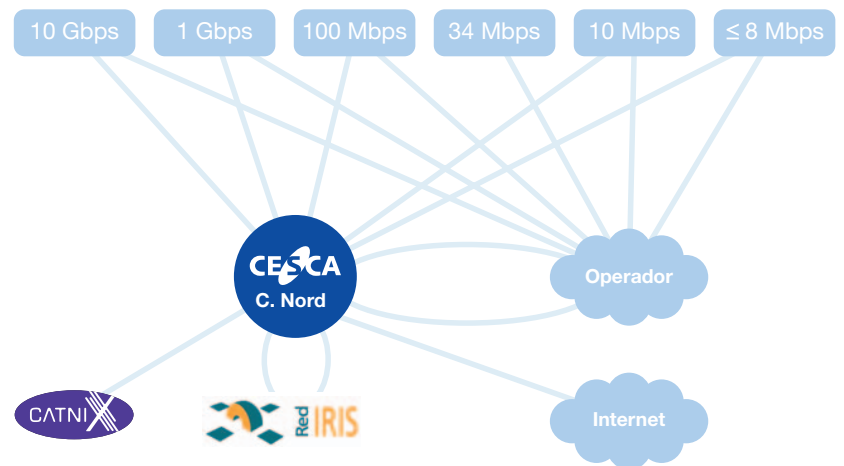 10 Gbps
1 Gbps
100 Mbps
34 Mbps
10 Mbps
≤ 8 Mbps
CESCA
C. Nord
Operador
CATNIX
Red
IRIS
Internet